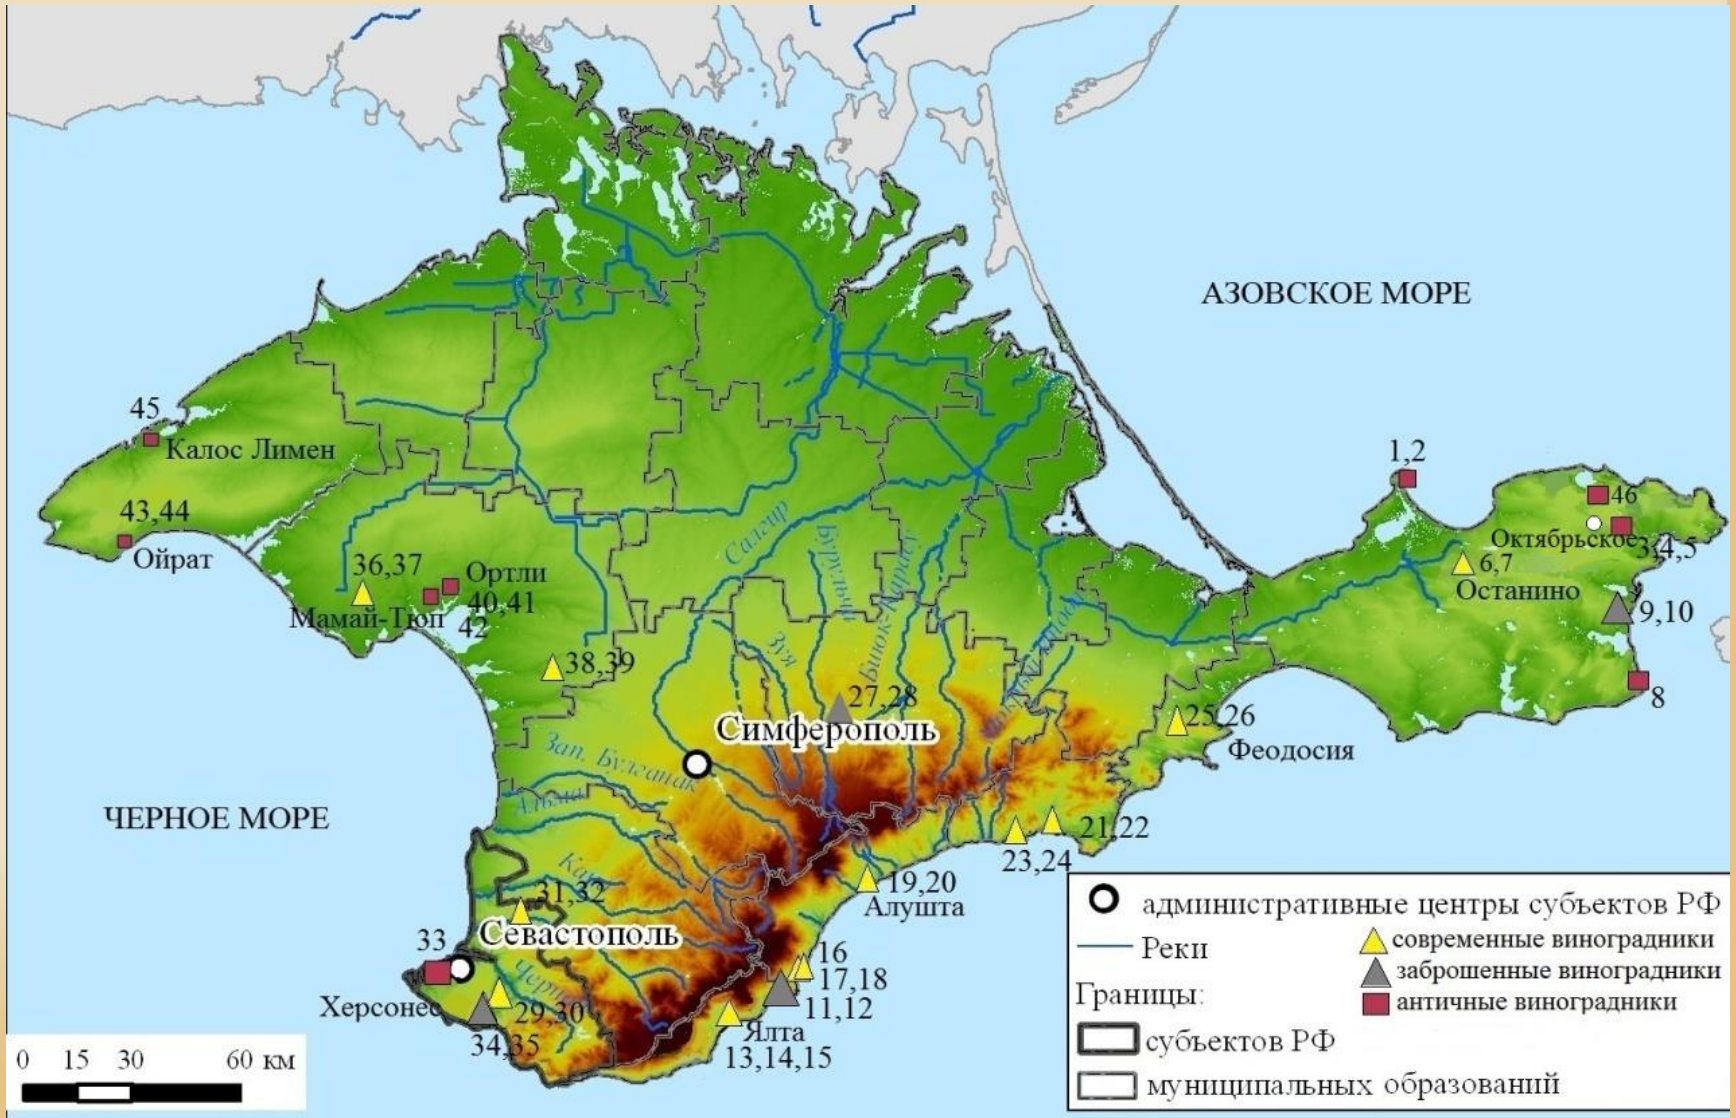 АЗОВСКОЕ МОРЕ
45
Калос Лимен
1,2
46
43,44
Ойрат
Октябрьское
3,4,5
Салгир
Бурульча
Биюк-Карасу
36,37
Ортли
40,41
Мамай-Тюп
42
6,7
Останино
9,10
Зуя
38,39
27,28
8
Симферополь
25,26
Феодосия
Зап. Булганак
Альма
ЧЕРНОЕ МОРЕ
21,22
23,24
19,20
Алушта
31,32
Севастополь
33
16
17,18
11,12
Херсонес
29,30
34,35
Ялта
13,14,15
0 15 30 60 км
административные центры субъектов РФ
Реки
современные виноградники
заброшенные виноградники
античные виноградники
Границы:
субъектов РФ
муниципальных образований